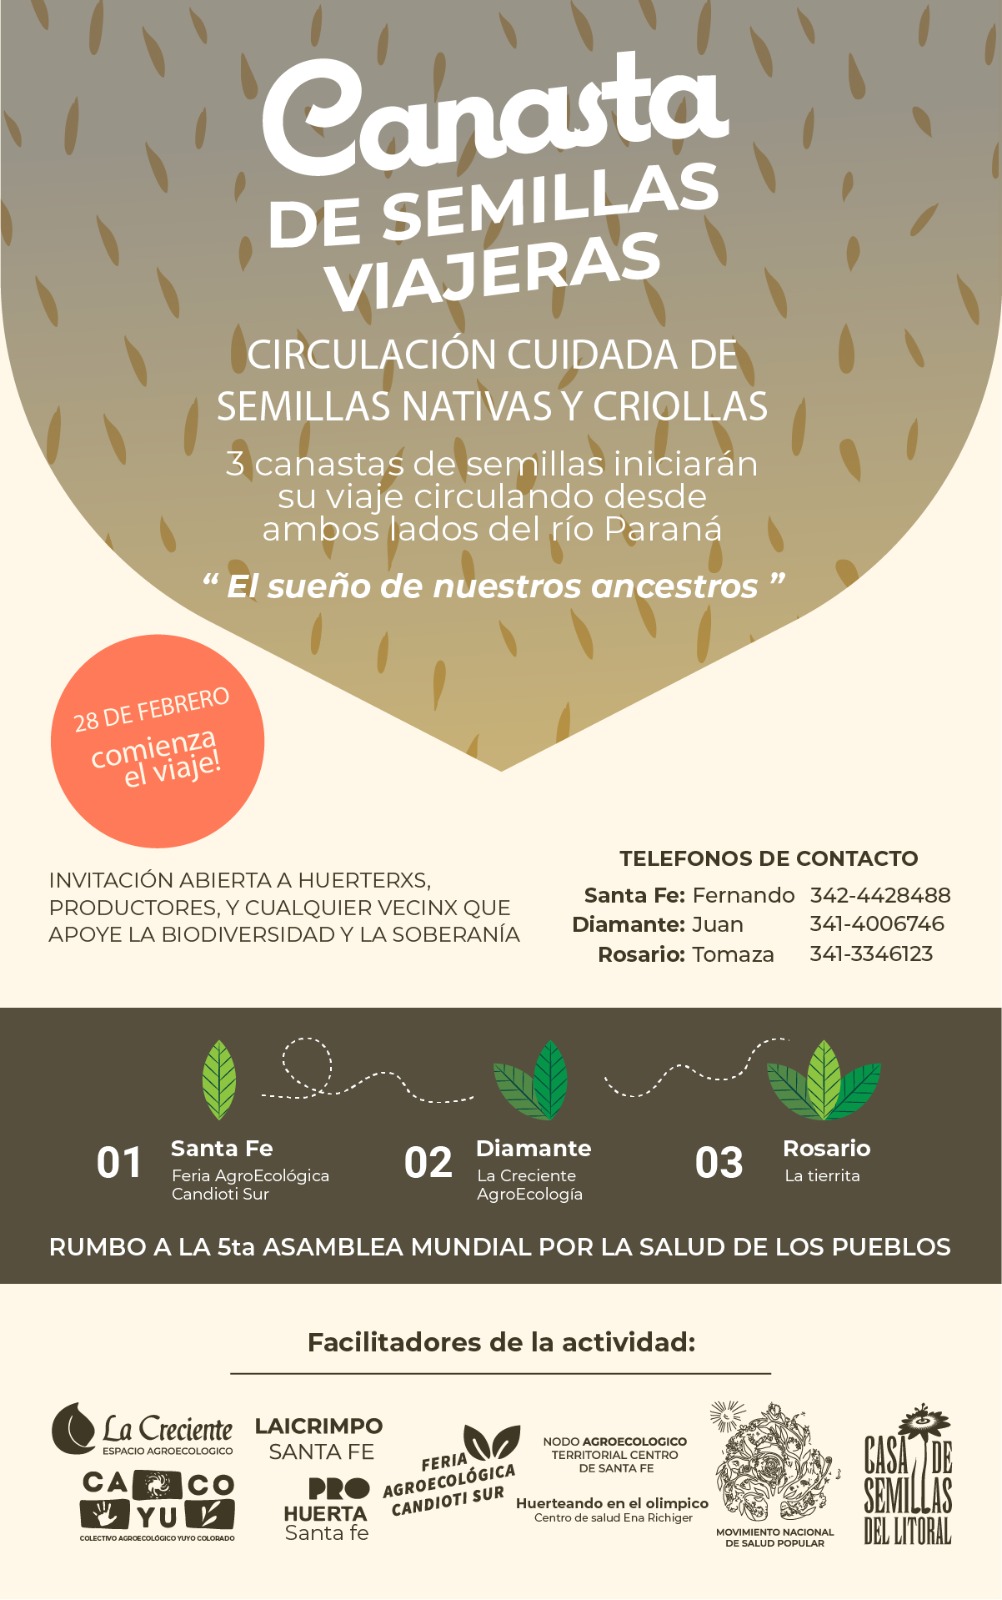 Canasta
DE SEMILLAS
VIAJERAS
CIRCULACIÓN CUIDADA DE
SEMILLAS NATIVAS Y CRIOLLAS
3 canastas de semillas iniciarán
su viaje circulando desde
ambos lados del río Paraná
“ El sueño de nuestros ancestros ”
28 DE FEBRERO
comienza
el viaje!
INVITACIÓN ABIERTA A HUERTERXS,
PRODUCTORES, Y CUALQUIER VECINX QUE
APOYE LA BIODIVERSIDAD Y LA SOBERANÍA
TELEFONOS DE CONTACTO
Santa Fe: Fernando 342-4428488
Diamante: Juan 341-4006746
Rosario: Tomaza 341-3346123
01 Santa Fe
Feria AgroEcológica
Candioti Sur
02 Diamante
La Creciente
AgroEcología
03 Rosario
La tierrita
RUMBO A LA 5ta ASAMBLEA MUNDIAL POR LA SALUD DE LOS PUEBLOS
Facilitadores de la actividad:
La Creciente
ESPACIO AGROECOLOGICO
CA CO
YU
COLECTIVO AGROECOLÓGICO YUYO COLORADO
LAICRIMPO
SANTA FE
PRO
HUERTA
Santa fe
FERIA
AGROECOLÓGICA
CANDIOTI SUR
NODO AGROECOLOGICO
TERRITORIAL CENTRO
DE SANTA FE
Huerteando en el olimpico
Centro de salud Ena Richiger
MOVIMIENTO NACIONAL
DE SALUD POPULAR
CASA DE
SEMILLAS
DEL LITORAL